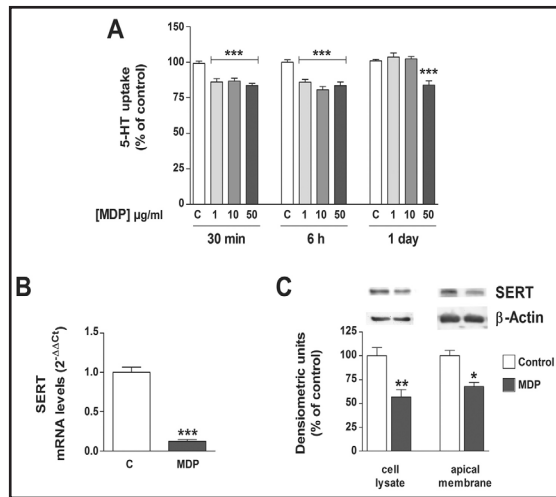 A
5-HT uptake
(% of control)
125
100
75
50
25
0
***
***
***
[MDP] µg/ml
C 1 10 50
C 1 10 50
C 1 10 50
30 min
6 h
1 day
B
SERT
mRNA levels (2-ΔΔCt)
1.5
1.0
0.5
0.0
***
C
MDP
C
SERT
β-Actin
Densiometric units
(% of control)
125
100
75
50
25
0
**
*
Control
MDP
cell
lysate
apical
membrane